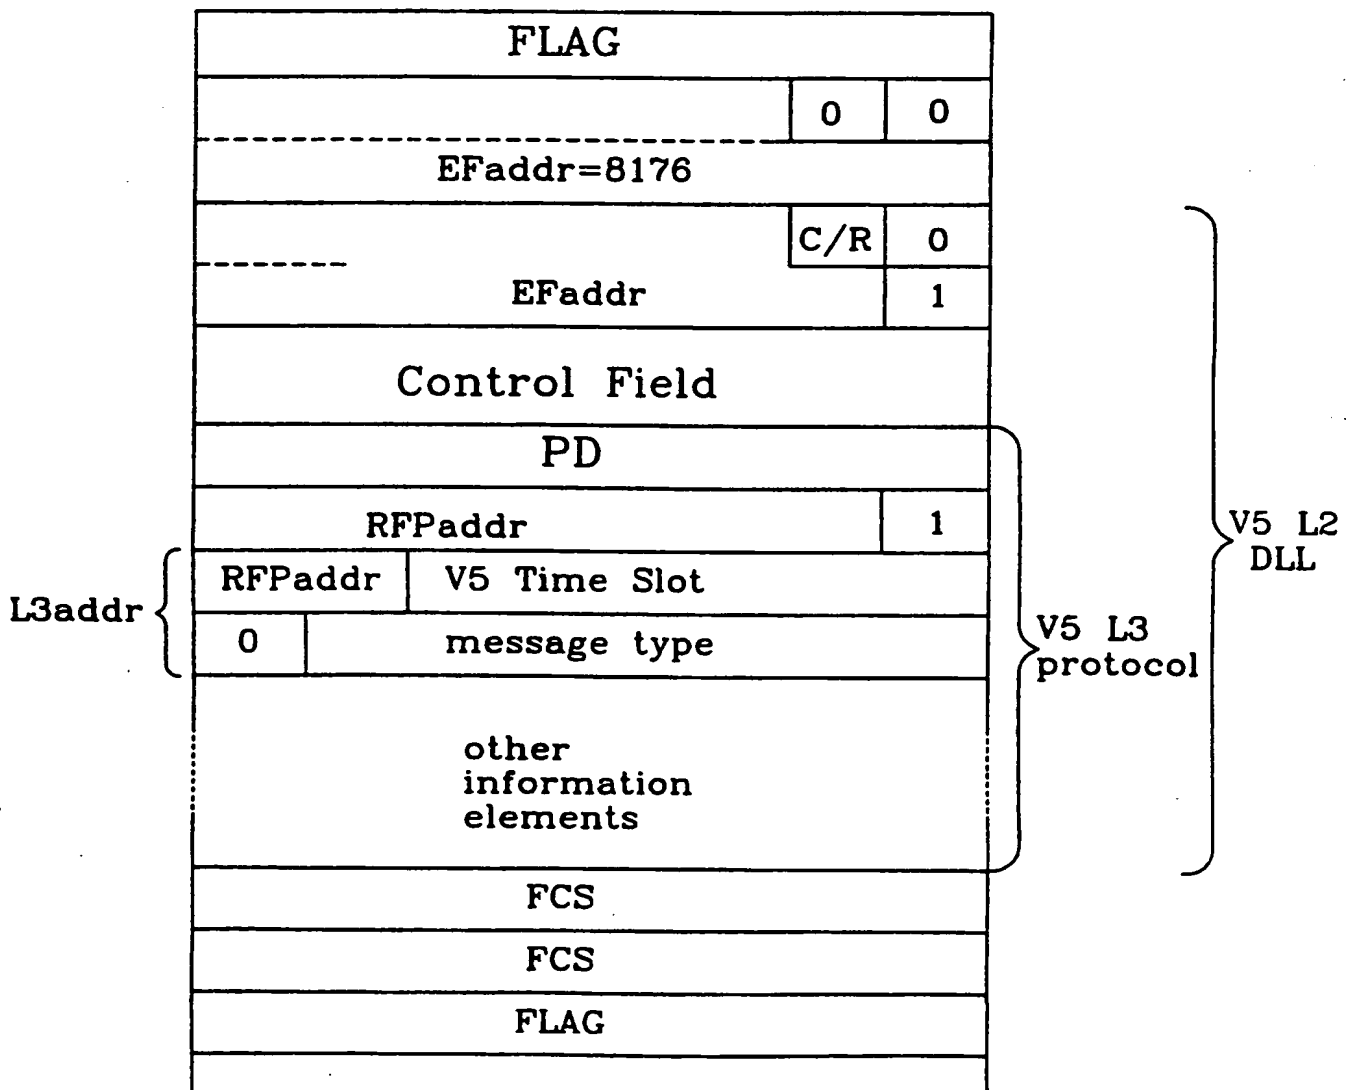 FLAG
0 0
EFaddr=8176
C/R 0
EFaddr 1
Control Field
PD
RFPaddr 1
RFPaddr V5 Time Slot
L3addr
0 message type
V5 L2
DLL
V5 L3
protocol
other
information
elements
FCS
FCS
FLAG